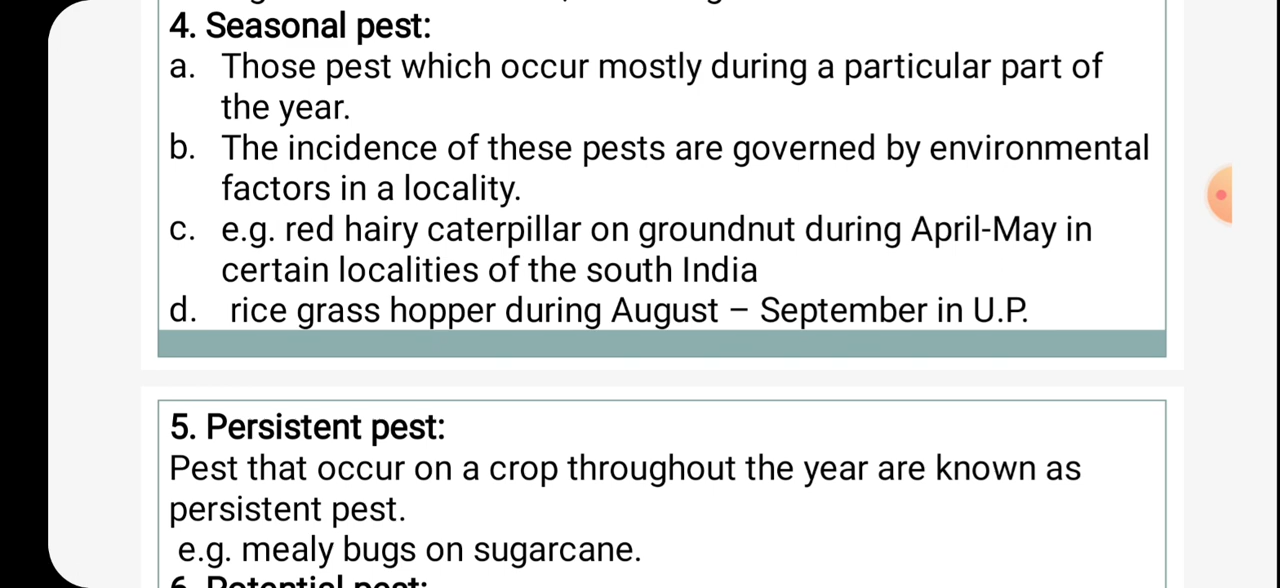 4. Seasonal pest:
a. Those pest which occur mostly during a particular part of
the year.
b. The incidence of these pests are governed by environmental
factors in a locality.
c. e.g. red hairy caterpillar on groundnut during April-May in
certain localities of the south India
d. rice grass hopper during August – September in U.P.
5. Persistent pest:
Pest that occur on a crop throughout the year are known as
persistent pest.
e.g. mealy bugs on sugarcane.
6. Potential pest: